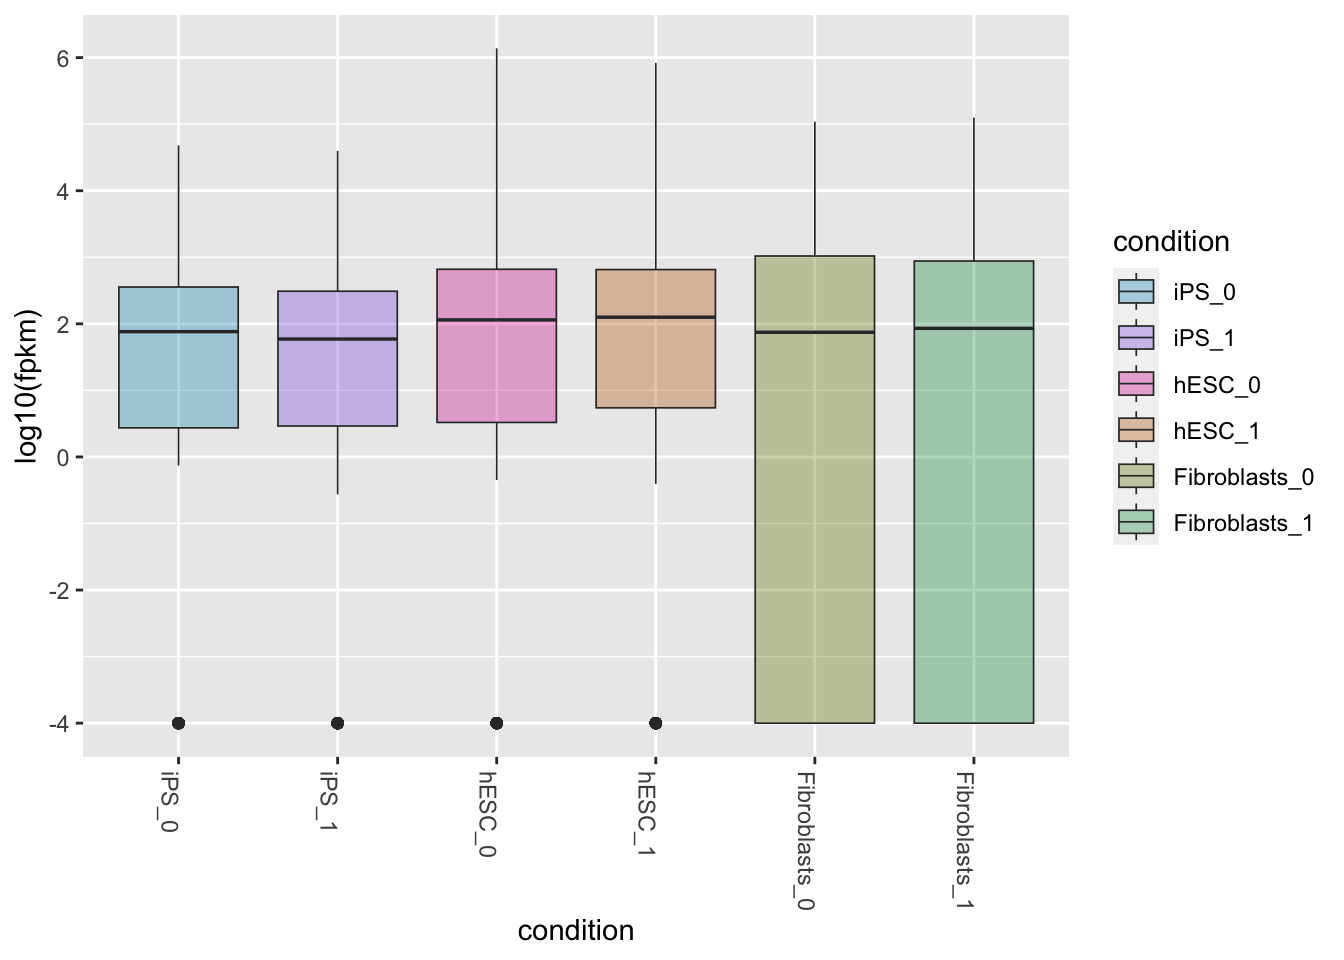 log10(fpkm)
6
4
2
0
-2
-4
iPS_0
iPS_1
hESC_0
hESC_1
Fibroblasts_0
Fibroblasts_1
condition
condition
iPS_0
iPS_1
hESC_0
hESC_1
Fibroblasts_0
Fibroblasts_1